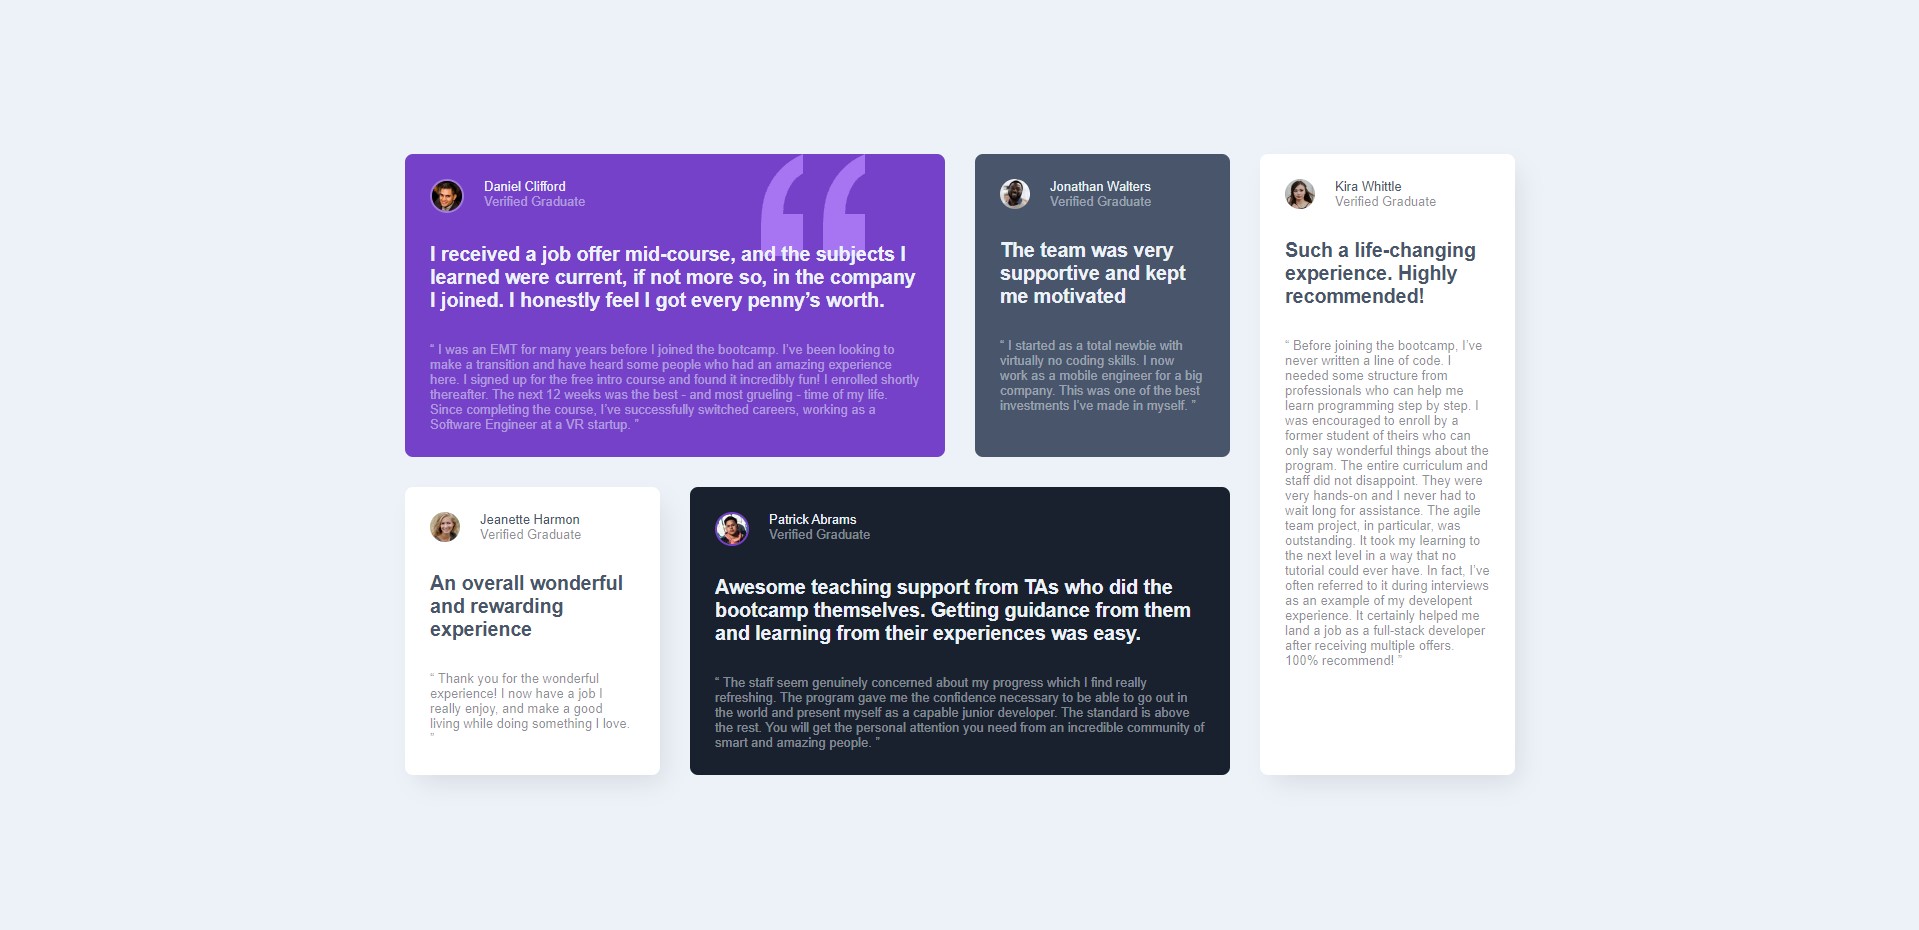 Daniel Clifford
Verified Graduate
I received a job offer mid-course, and the subjects I
learned were current, if not more so, in the company
I joined. I honestly feel I got every penny’s worth.
“ I was an EMT for many years before I joined the bootcamp. I’ve been looking to
make a transition and have heard some people who had an amazing experience
here. I signed up for the free intro course and found it incredibly fun! I enrolled shortly
thereafter. The next 12 weeks was the best - and most grueling - time of my life.
Since completing the course, I’ve successfully switched careers, working as a
Software Engineer at a VR startup. ”
Jonathan Walters
Verified Graduate
The team was very
supportive and kept
me motivated
“ I started as a total newbie with
virtually no coding skills. I now
work as a mobile engineer for a big
company. This was one of the best
investments I’ve made in myself. ”
Kira Whittle
Verified Graduate
Such a life-changing
experience. Highly
recommended!
“ Before joining the bootcamp, I’ve
never written a line of code. I
needed some structure from
professionals who can help me
learn programming step by step. I
was encouraged to enroll by a
former student of theirs who can
only say wonderful things about the
program. The entire curriculum and
staff did not disappoint. They were
very hands-on and I never had to
wait long for assistance. The agile
team project, in particular, was
outstanding. It took my learning to
the next level in a way that no
tutorial could ever have. In fact, I’ve
often referred to it during interviews
as an example of my developent
experience. It certainly helped me
land a job as a full-stack developer
after receiving multiple offers.
100% recommend! ”
Jeanette Harmon
Verified Graduate
An overall wonderful
and rewarding
experience
“ Thank you for the wonderful
experience! I now have a job I
really enjoy, and make a good
living while doing something I love.
”
Patrick Abrams
Verified Graduate
Awesome teaching support from TAs who did the
bootcamp themselves. Getting guidance from them
and learning from their experiences was easy.
“ The staff seem genuinely concerned about my progress which I find really
refreshing. The program gave me the confidence necessary to be able to go out in
the world and present myself as a capable junior developer. The standard is above
the rest. You will get the personal attention you need from an incredible community of
smart and amazing people. ”